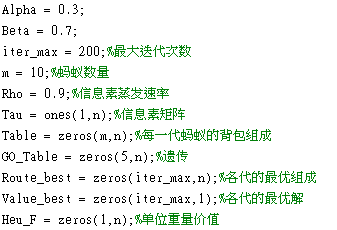 Alpha = 0.3;
Beta = 0.7;
iter_max = 200;%最大迭代次数
m = 10;%蚂蚁数量
Rho = 0.9;%信息素蒸发速率
Tau = ones(1,n);%信息素矩阵
Table = zeros(m,n);%每一代蚂蚁的背包组成
GO_Table = zeros(5,n);%遗传
Route_best = zeros(iter_max,n);%各代的最优组成
Value_best = zeros(iter_max,1);%各代的最优解
Heu_F = zeros(1,n);%单位重量价值